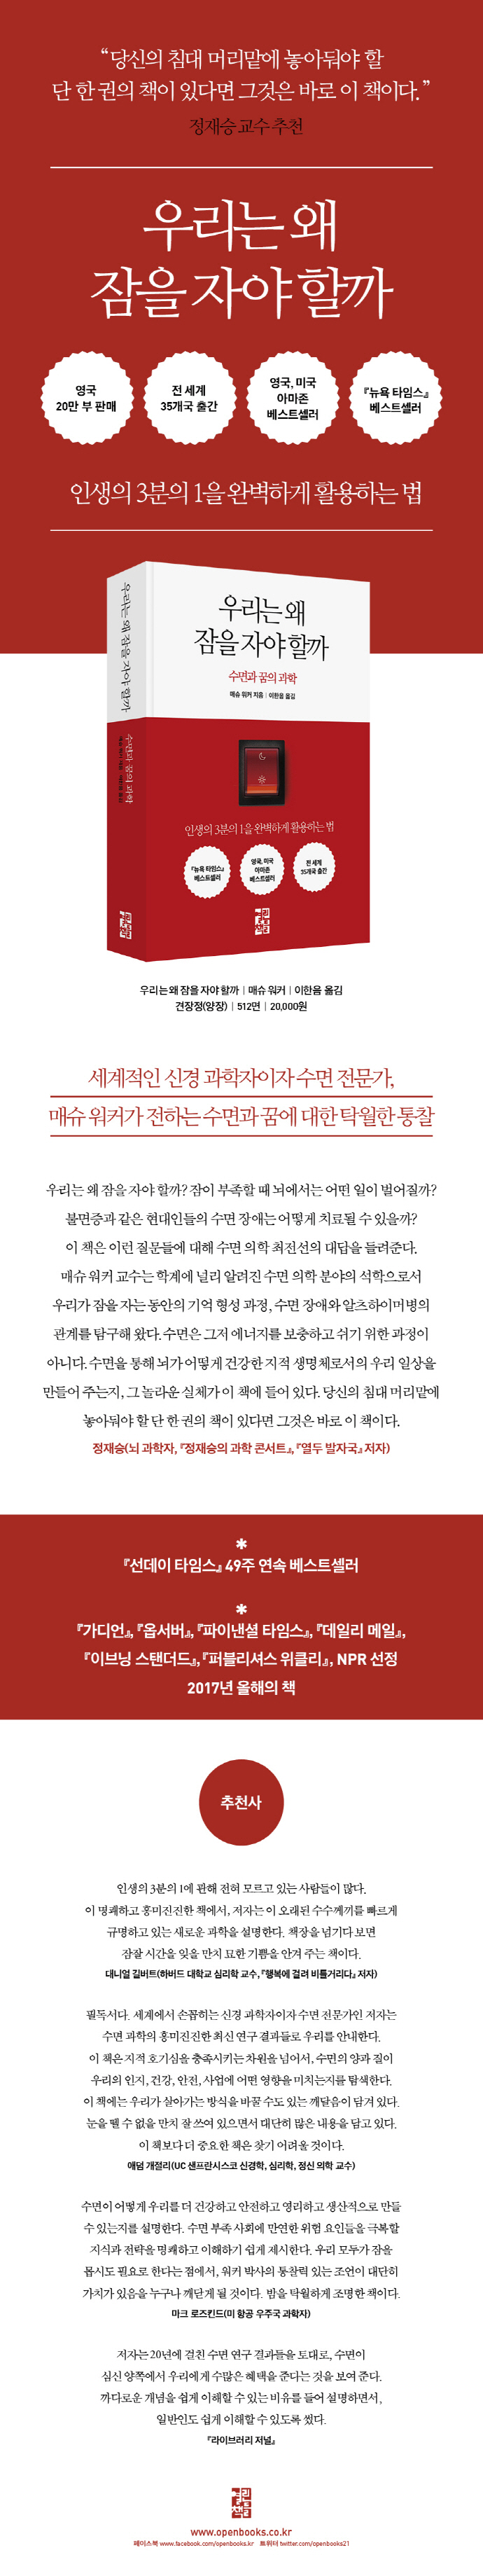 “당신의 침대 머리맡에 놓아둬야 할
단 한 권의 책이 있다면 그것은 바로 이 책이다.”
정재승 교수 추천
우리는 왜
잠을 자야 할까
영국
20만 부 판매
전 세계
35개국 출간
영국, 미국
아마존
베스트셀러
『뉴욕 타임스』
베스트셀러
인생의 3분의 1을 완벽하게 활용하는 법
우리는 왜 잠을 자야 할까
수면과 꿈의 과학
매슈 워커 지음 이한음 옮김
우리는 왜
잠을 자야 할까
수면과 꿈의 과학
매슈 워커 지음 | 이한음 옮김
인생의 3분의 1을 완벽하게 활용하는 법
『뉴욕 타임스』
베스트셀러
영국, 미국
아마존
베스트셀러
전 세계
35개국 출간
열린책들
열린책들
우리는 왜 잠을 자야 할까 | 매슈 워커 | 이한음 옮김
견장정(양장) | 512면 | 20,000원
세계적인 신경 과학자이자 수면 전문가,
매슈 워커가 전하는 수면과 꿈에 대한 탁월한 통찰
우리는 왜 잠을 자야 할까? 잠이 부족할 때 뇌에서는 어떤 일이 벌어질까?
불면증과 같은 현대인들의 수면 장애는 어떻게 치료될 수 있을까?
이 책은 이런 질문들에 대해 수면 의학 최전선의 대답을 들려준다.
매슈 워커 교수는 학계에 널리 알려진 수면 의학 분야의 석학으로서
우리가 잠을 자는 동안의 기억 형성 과정, 수면 장애와 알츠하이머병의
관계를 탐구해 왔다. 수면은 그저 에너지를 보충하고 쉬기 위한 과정이
아니다. 수면을 통해 뇌가 어떻게 건강한 지적 생명체로서의 우리 일상을
만들어 주는지, 그 놀라운 실체가 이 책에 들어 있다. 당신의 침대 머리맡에
놓아둬야 할 단 한 권의 책이 있다면 그것은 바로 이 책이다.
정재승(뇌 과학자, 『정재승의 과학 콘서트』, 『열두 발자국』 저자)
*
『선데이 타임스』 49주 연속 베스트셀러
*
『가디언』, 『옵서버』, 『파이낸셜 타임스』, 『데일리 메일』,
『이브닝 스탠더드』, 『퍼블리셔스 위클리』, NPR 선정
2017년 올해의 책
추천사
인생의 3분의 1에 관해 전혀 모르고 있는 사람들이 많다.
이 명쾌하고 흥미진진한 책에서, 저자는 이 오래된 수수께끼를 빠르게
규명하고 있는 새로운 과학을 설명한다. 책장을 넘기다 보면
잠잘 시간을 잊을 만치 묘한 기쁨을 안겨 주는 책이다.
대니얼 길버트(하버드 대학교 심리학 교수, 『행복에 걸려 비틀거리다』 저자)
필독서다. 세계에서 손꼽히는 신경 과학자이자 수면 전문가인 저자는
수면 과학의 흥미진진한 최신 연구 결과들로 우리를 안내한다.
이 책은 지적 호기심을 충족시키는 차원을 넘어서, 수면의 양과 질이
우리의 인지, 건강, 안전, 사업에 어떤 영향을 미치는지를 탐색한다.
이 책에는 우리가 살아가는 방식을 바꿀 수도 있는 깨달음이 담겨 있다.
눈을 뗄 수 없을 만치 잘 쓰여 있으면서 대단히 많은 내용을 담고 있다.
이 책보다 더 중요한 책은 찾기 어려울 것이다.
애덤 개절리(UC 샌프란시스코 신경학, 심리학, 정신 의학 교수)
수면이 어떻게 우리를 더 건강하고 안전하고 영리하고 생산적으로 만들
수 있는지를 설명한다. 수면 부족 사회에 만연한 위험 요인들을 극복할
지식과 전략을 명쾌하고 이해하기 쉽게 제시한다. 우리 모두가 잠을
몹시도 필요로 한다는 점에서, 워커 박사의 통찰력 있는 조언이 대단히
가치가 있음을 누구나 깨닫게 될 것이다. 밤을 탁월하게 조명한 책이다.
마크 로즈킨드(미 항공 우주국 과학자)
저자는 20년에 걸친 수면 연구 결과들을 토대로, 수면이
심신 양쪽에서 우리에게 수많은 혜택을 준다는 것을 보여 준다.
까다로운 개념을 쉽게 이해할 수 있는 비유를 들어 설명하면서,
일반인도 쉽게 이해할 수 있도록 썼다.
『라이브러리 저널』
열린책들
www.openbooks.co.kr
페이스북 www.facebook.com/openbooks.kr 트위터 twitter.com/openbooks21